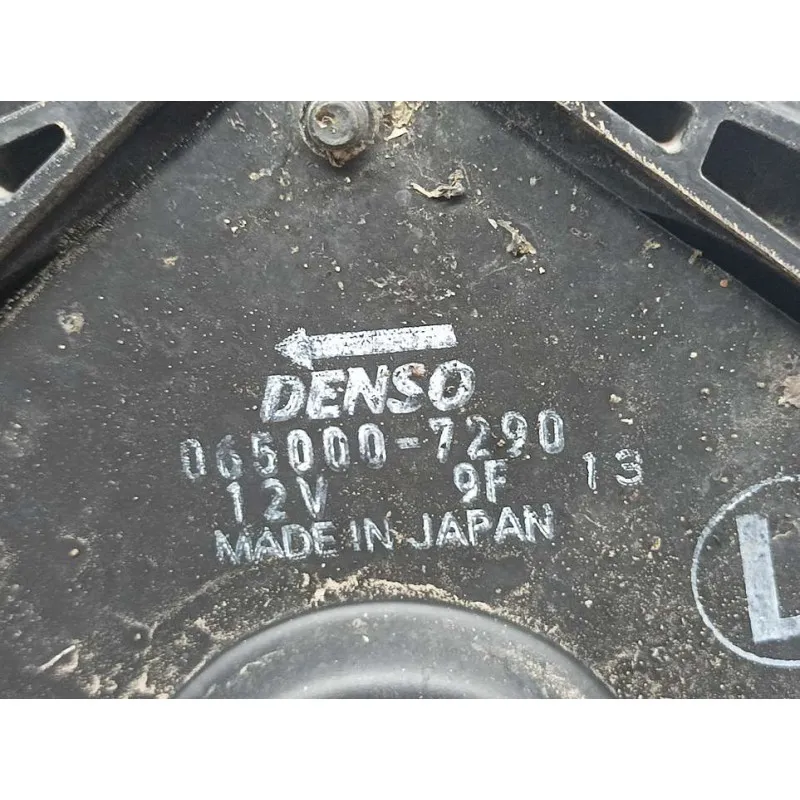 DENSO
065000-7290
12V 9F 13
MADE IN JAPAN
L